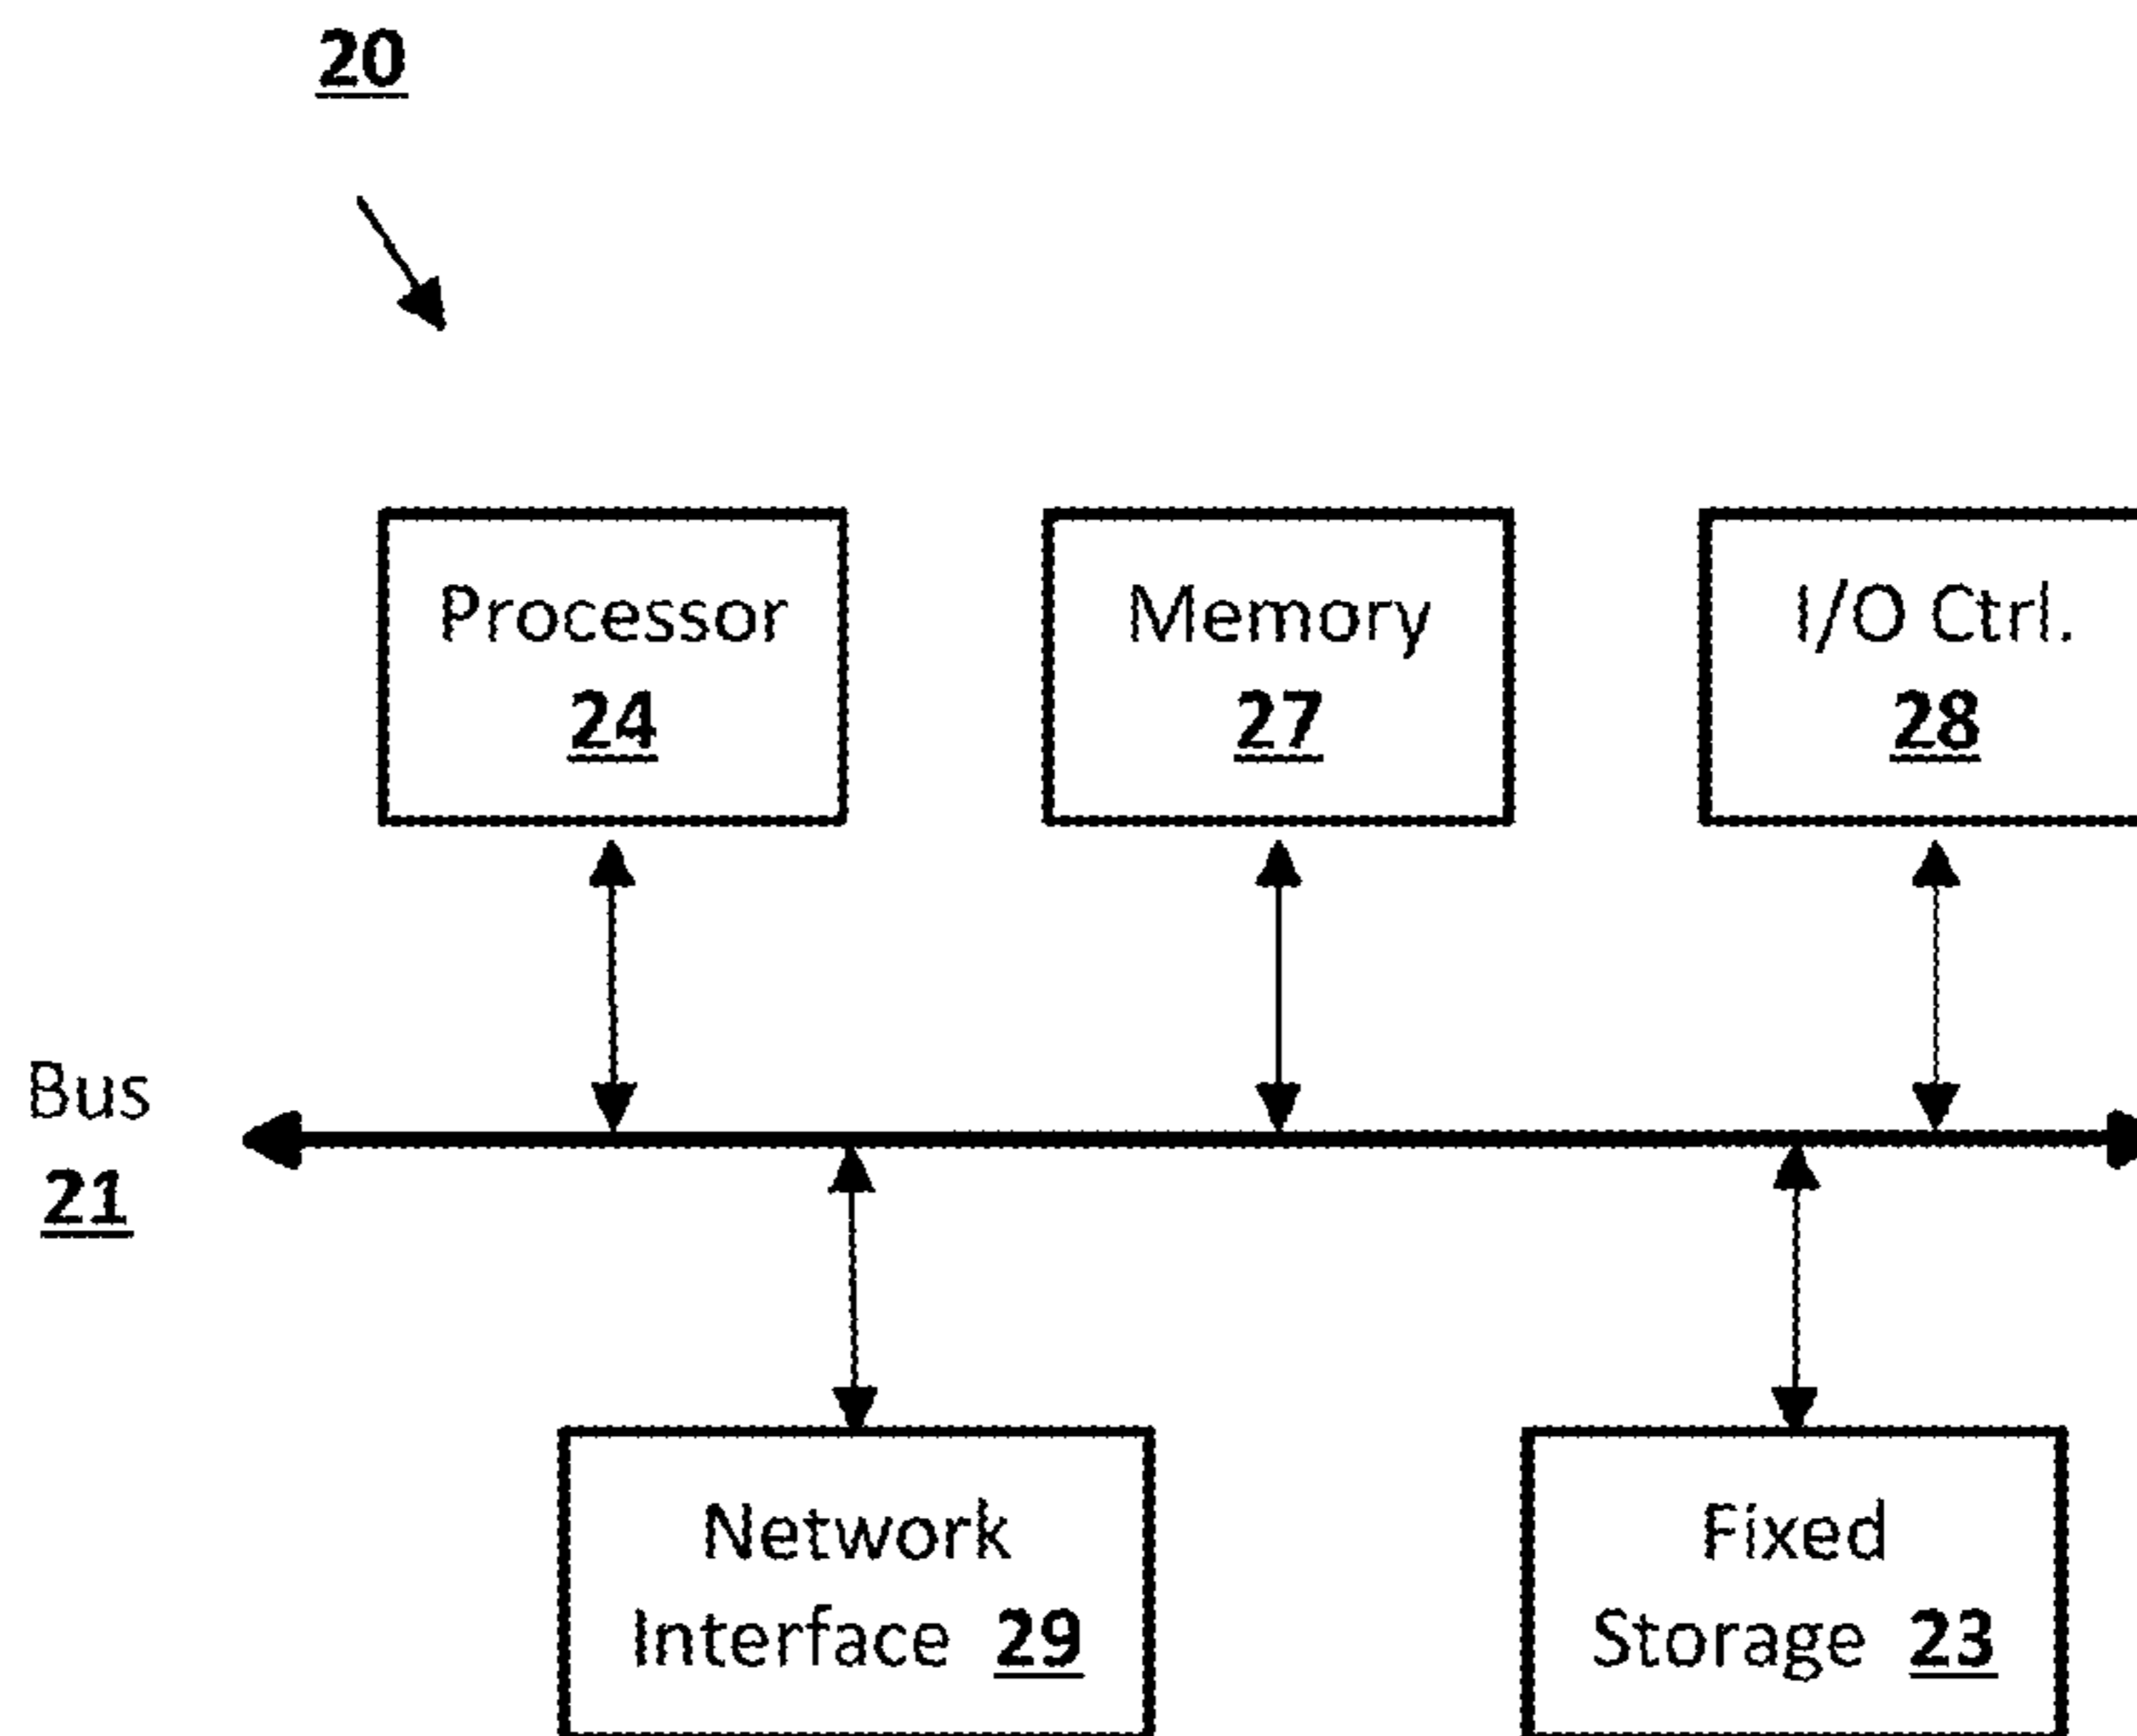 20
Processor
24
Memory
27
I/O Ctrl.
28
Bus
21
Network
Interface 29
Fixed
Storage 23